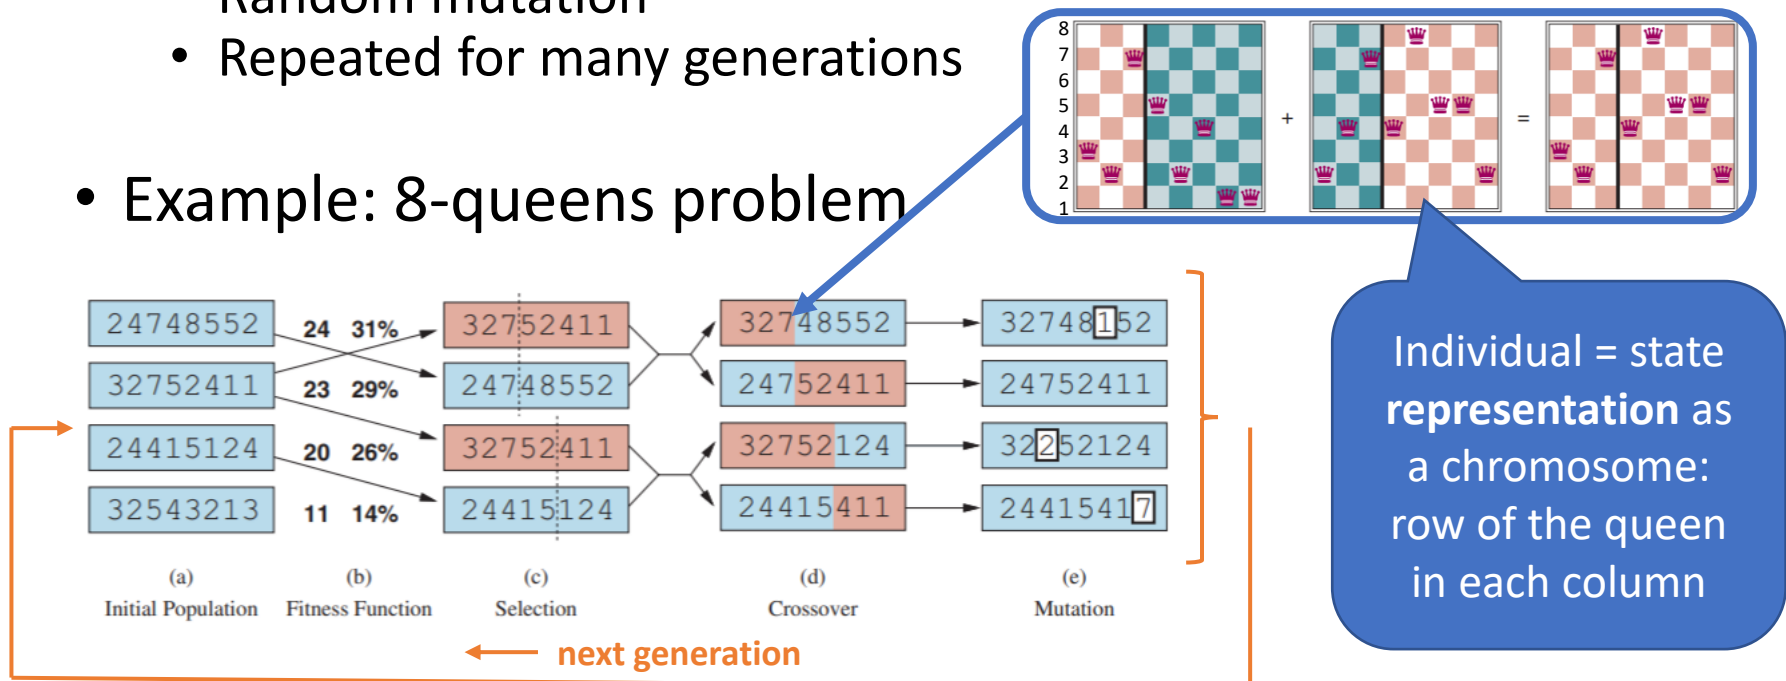 Random mutation
• Repeated for many generations
• Example: 8-queens problem
8
7
6
5
4
3
2
1
+
=
24748552
32752411
24415124
32543213
24 31%
23 29%
20 26%
11 14%
32752411
24748552
32752411
24415124
32748552
24752411
32752124
24415411
32748152
24752411
32252124
24415417
(a)
Initial Population
(b)
Fitness Function
(c)
Selection
(d)
Crossover
(e)
Mutation
next generation
Individual = state
representation as
a chromosome:
row of the queen
in each column